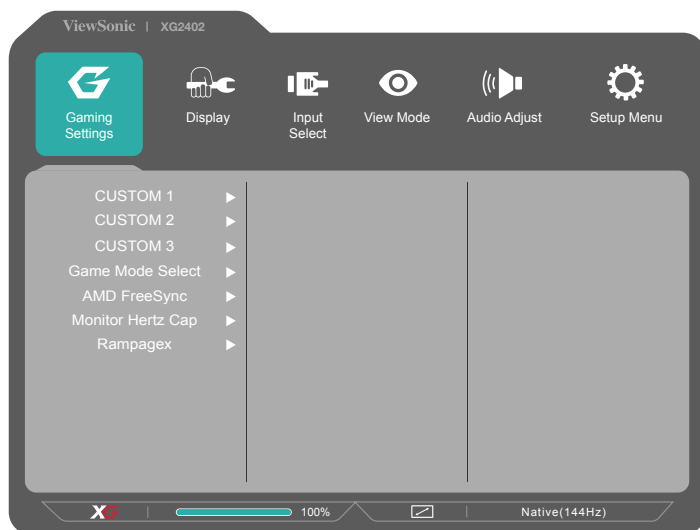 ViewSonic | XG2402
Gaming Settings
Display
Input Select
View Mode
Audio Adjust
Setup Menu
CUSTOM 1
CUSTOM 2
CUSTOM 3
Game Mode Select
AMD FreeSync
Monitor Hertz Cap
Rampagex
XG
100%
Native(144Hz)